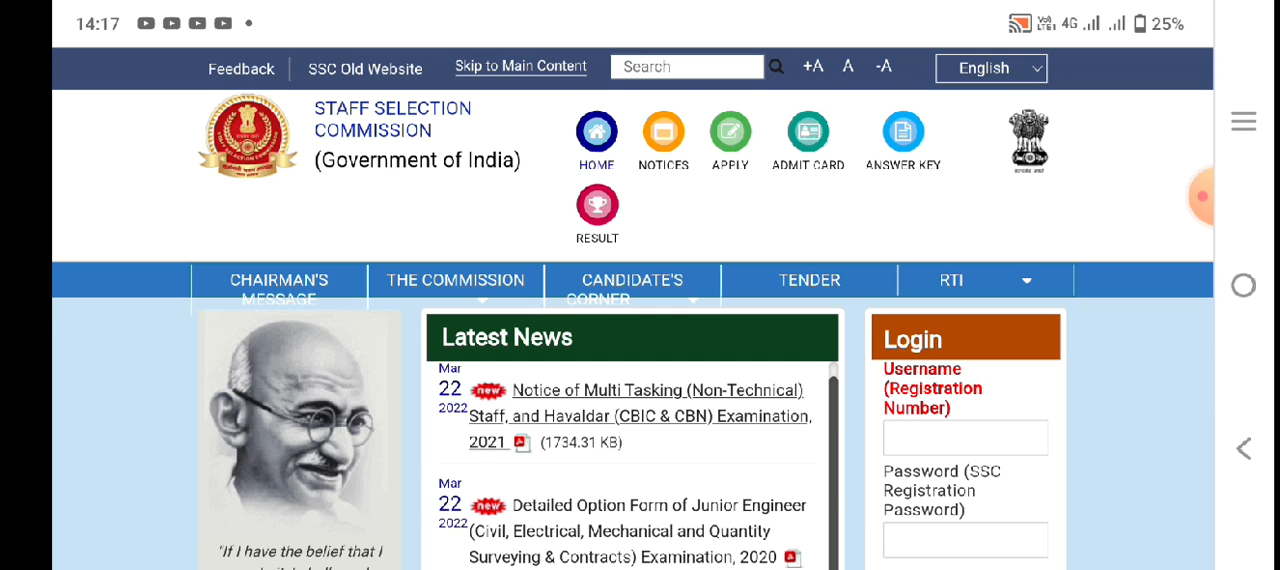 14:17
Vo) LTE1 4G 25%
Feedback
SSC Old Website
Skip to Main Content
Search
+A A -A
English
STAFF SELECTION
COMMISSION
(Government of India)
HOME
NOTICES
APPLY
ADMIT CARD
ANSWER KEY
RESULT
CHAIRMAN'S
MESSAGE
THE COMMISSION
CANDIDATE'S
CORNER
TENDER
RTI
"If I have the belief that I
Latest News
Mar
22
2022
new Notice of Multi Tasking (Non-Technical)
Staff, and Havaldar (CBIC & CBN) Examination,
2021 (1734.31 KB)
Mar
22
2022
new Detailed Option Form of Junior Engineer
(Civil, Electrical, Mechanical and Quantity
Surveying & Contracts) Examination, 2020
Login
Username
(Registration
Number)
Password (SSC
Registration
Password)